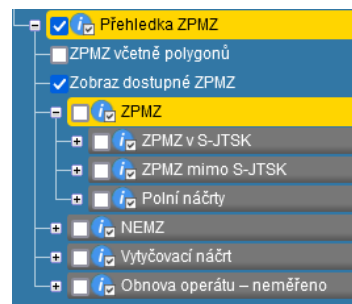 Přehledka ZPMZ
ZPMZ včetně polygonů
Zobraz dostupné ZPMZ
ZPMZ
ZPMZ v S-JTSK
ZPMZ mimo S-JTSK
Polní náčrty
NEMZ
Vytyčovací náčrt
Obnova operátu – neměřeno